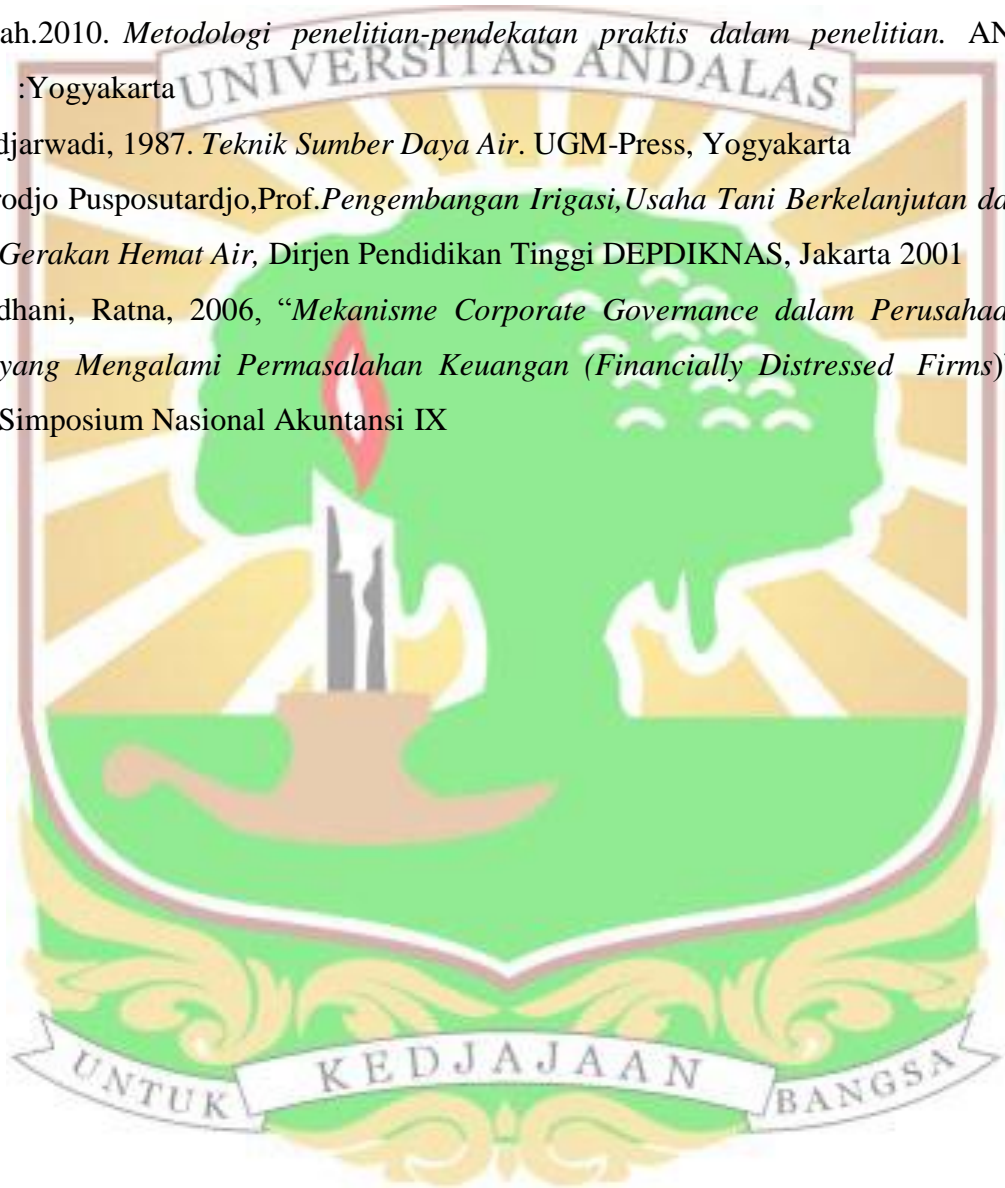 ah.2010. Metodologi penelitian-pendekatan praktis dalam penelitian. AN
:Yogyakarta
djarwadi, 1987. Teknik Sumber Daya Air. UGM-Press, Yogyakarta
odjo Pusposutardjo,Prof.Pengembangan Irigasi,Usaha Tani Berkelanjutan da
Gerakan Hemat Air, Dirjen Pendidikan Tinggi DEPDIKNAS, Jakarta 2001
dhani, Ratna, 2006, “Mekanisme Corporate Governance dalam Perusahaa
yang Mengalami Permasalahan Keuangan (Financially Distressed Firms)
Simposium Nasional Akuntansi IX
UNIVERSITAS ANDALAS
UNTUK KEDJAJAAN BANGSA